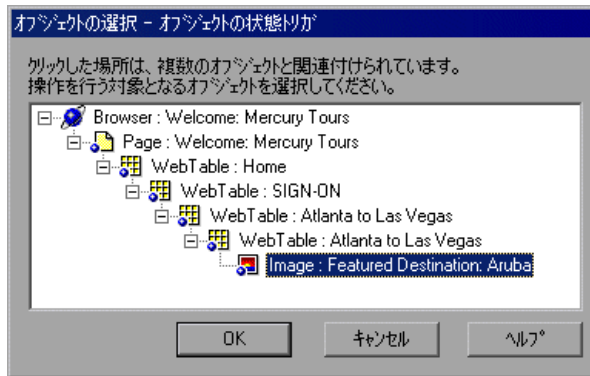 オブジェクトの選択 - オブジェクトの状態トリガ
クリックした場所は、複数のオブジェクトと関連付けられています。
操作を行う対象となるオブジェクトを選択してください。
Browser : Welcome: Mercury Tours
Page : Welcome: Mercury Tours
WebTable : Home
WebTable : SIGN-ON
WebTable : Atlanta to Las Vegas
WebTable : Atlanta to Las Vegas
Image : Featured Destination: Aruba
OK キャンセル ヘルプ